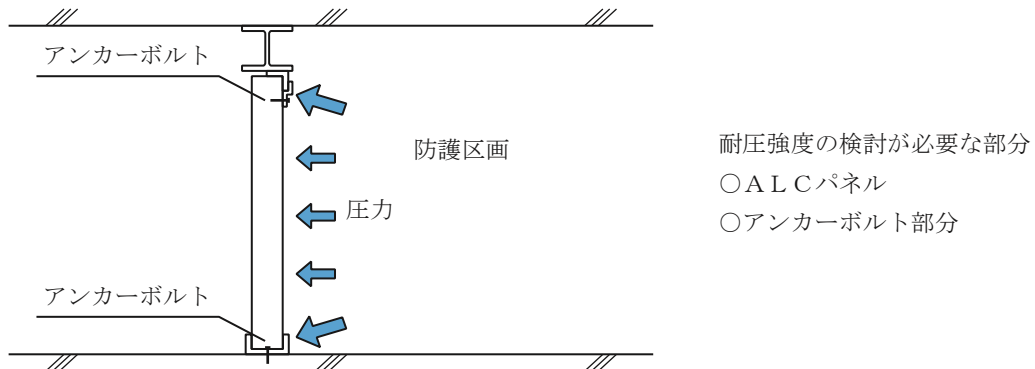 アンカーボルト
防護区画
圧力
アンカーボルト
耐圧強度の検討が必要な部分
○ＡＬＣパネル
○アンカーボルト部分